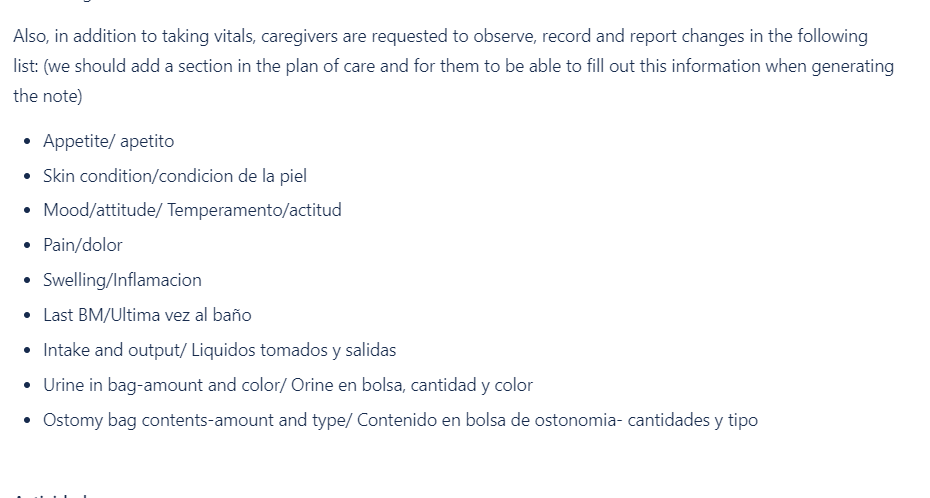 Also, in addition to taking vitals, caregivers are requested to observe, record and report changes in the following
list: (we should add a section in the plan of care and for them to be able to fill out this information when generating
the note)
• Appetite/ apetito
• Skin condition/condicion de la piel
• Mood/attitude/ Temperamento/actitud
• Pain/dolor
• Swelling/Inflamacion
• Last BM/Ultima vez al baño
• Intake and output/ Liquidos tomados y salidas
• Urine in bag-amount and color/ Orine en bolsa, cantidad y color
• Ostomy bag contents-amount and type/ Contenido en bolsa de ostonomia- cantidades y tipo